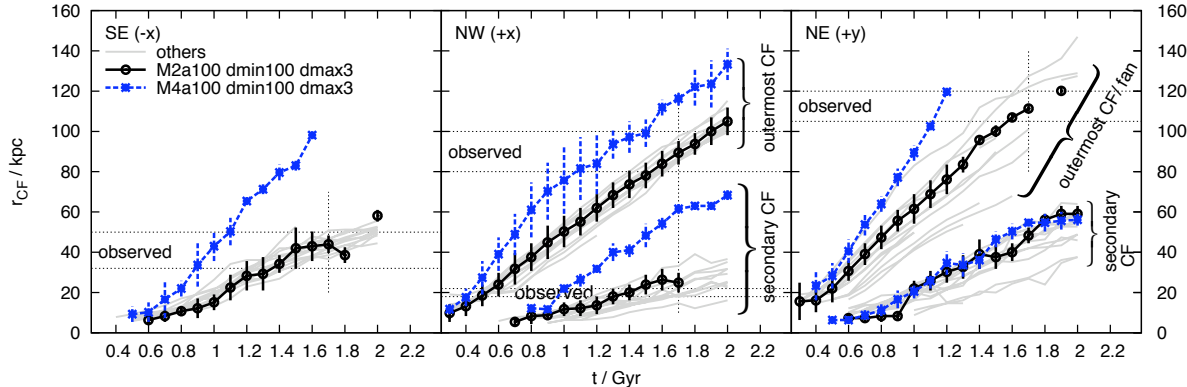 SE (-x)
others
M2a100 dmin100 dmax3
M4a100 dmin100 dmax3
observed
NW (+x)
observed
observed
outermost CF
secondary CF
NE (+y)
observed
outermost CF/ fan
secondary
CF
r_CF / kpc
160
140
120
100
80
60
40
20
0
160
140
120
100
80
60
40
20
0
0.4 0.6 0.8 1 1.2 1.4 1.6 1.8 2 2.2
0.4 0.6 0.8 1 1.2 1.4 1.6 1.8 2 2.2
0.4 0.6 0.8 1 1.2 1.4 1.6 1.8 2 2.2
t / Gyr